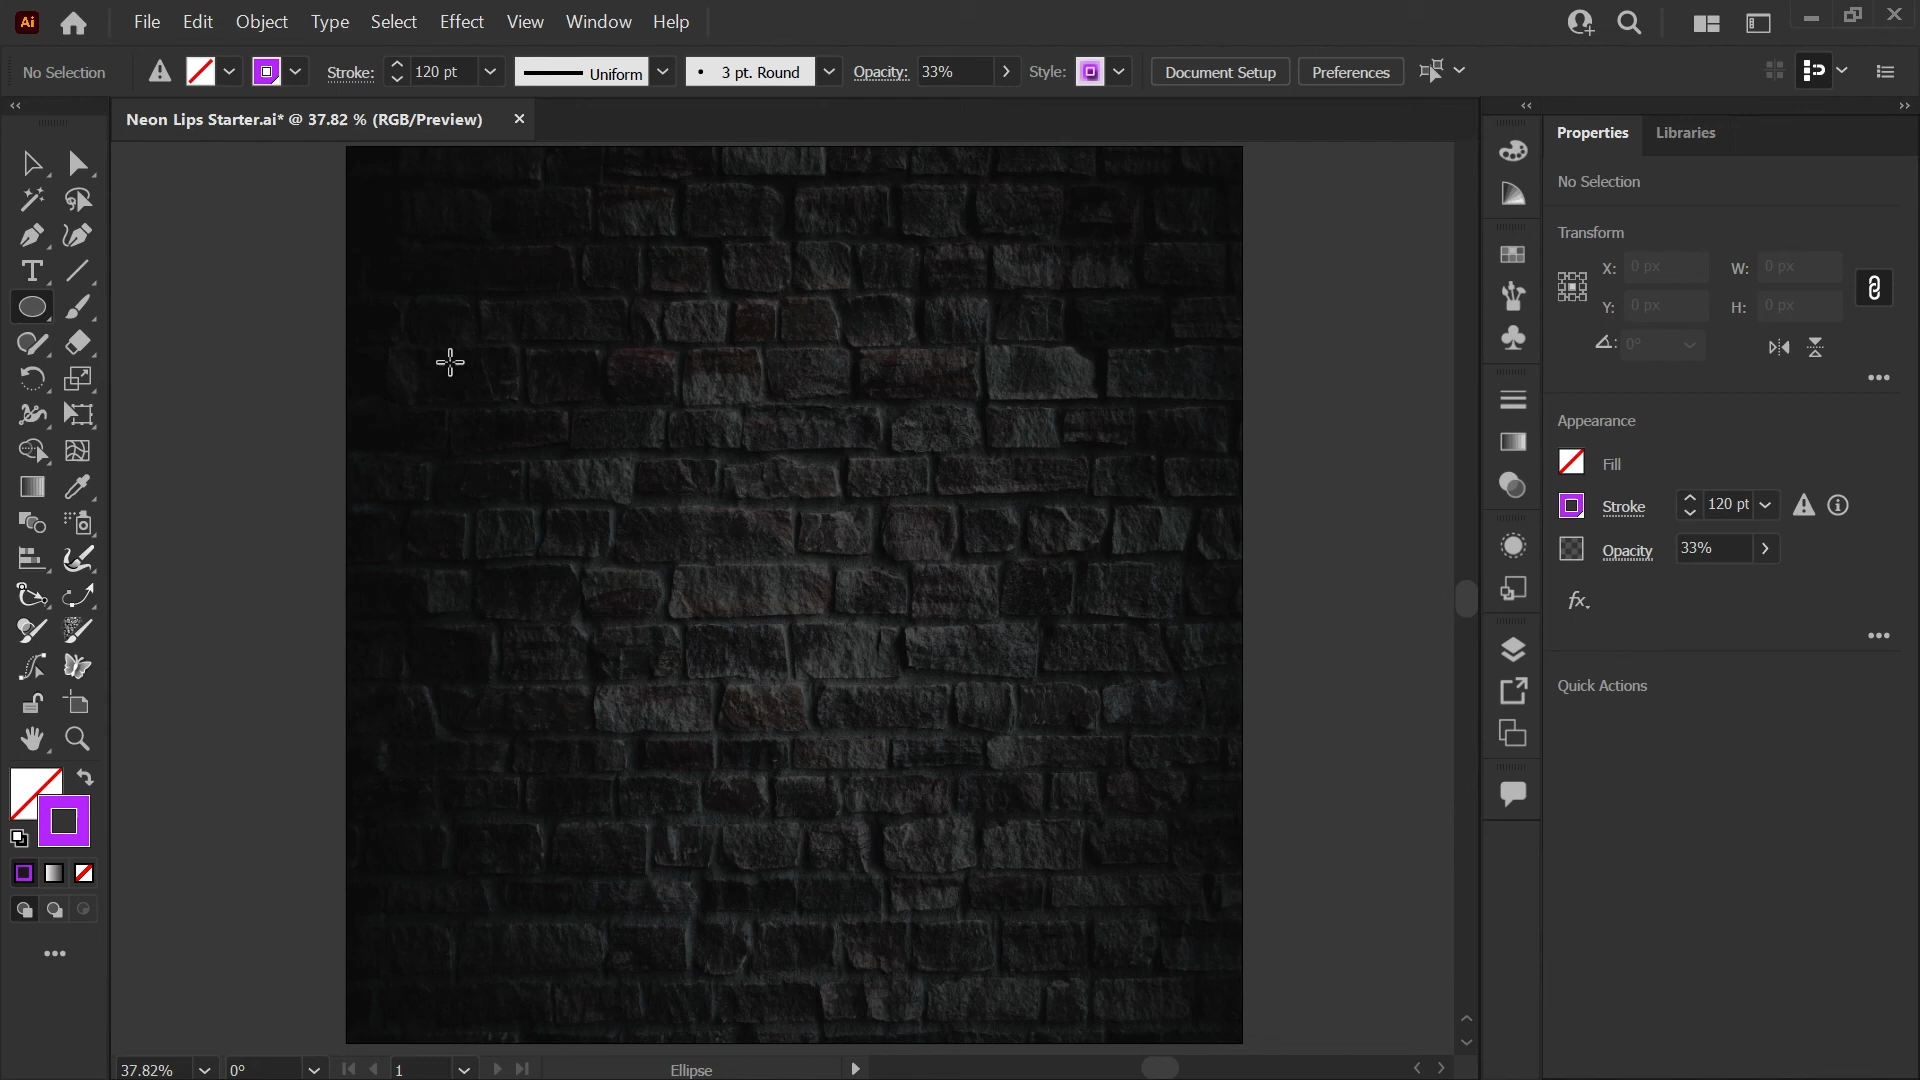 Ai File Edit Object Type Select Effect View Window Help
No Selection Stroke: 120 pt Uniform 3 pt. Round Opacity: 33% Style: Document Setup Preferences
Neon Lips Starter.ai* @ 37.82 % (RGB/Preview)
Properties Libraries
No Selection
Transform
X: 0 px W: 0 px
Y: 0 px H: 0 px
0°
Appearance
Fill
Stroke 120 pt
Opacity 33%
fx.
Quick Actions
37.82% 0° 1 Ellipse